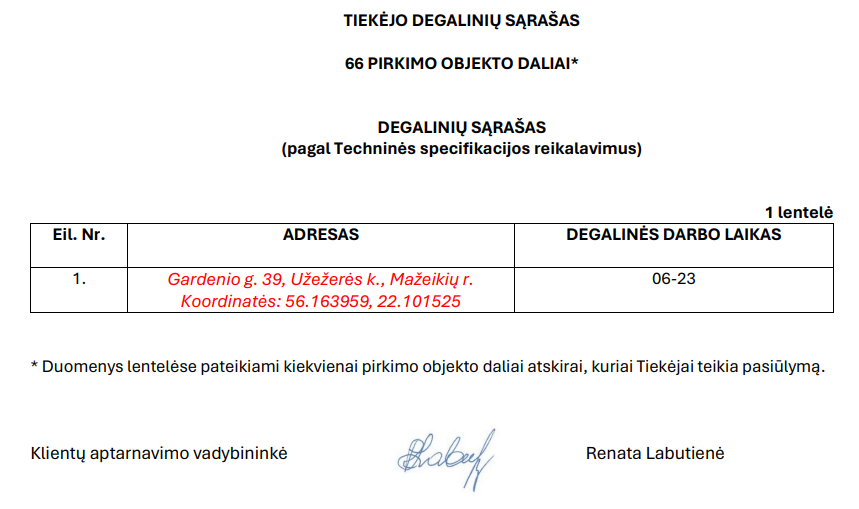 TIEKĖJO DEGALINIŲ SĄRAŠAS
66 PIRKIMO OBJEKTO DALIAI*
DEGALINIŲ SĄRAŠAS
(pagal Techninės specifikacijos reikalavimus)
1 lentelė
Eil. Nr. ADRESAS DEGALINĖS DARBO LAIKAS
1. Gardenio g. 39, Užežerės k., Mažeikių r. 06-23
Koordinatės: 56.163959, 22.101525
* Duomenys lentelėse pateikiami kiekvienai pirkimo objekto daliai atskirai, kuriai Tiekėjai teikia pasiūlymą.
Klientų aptarnavimo vadybininkė Renata Labutienė